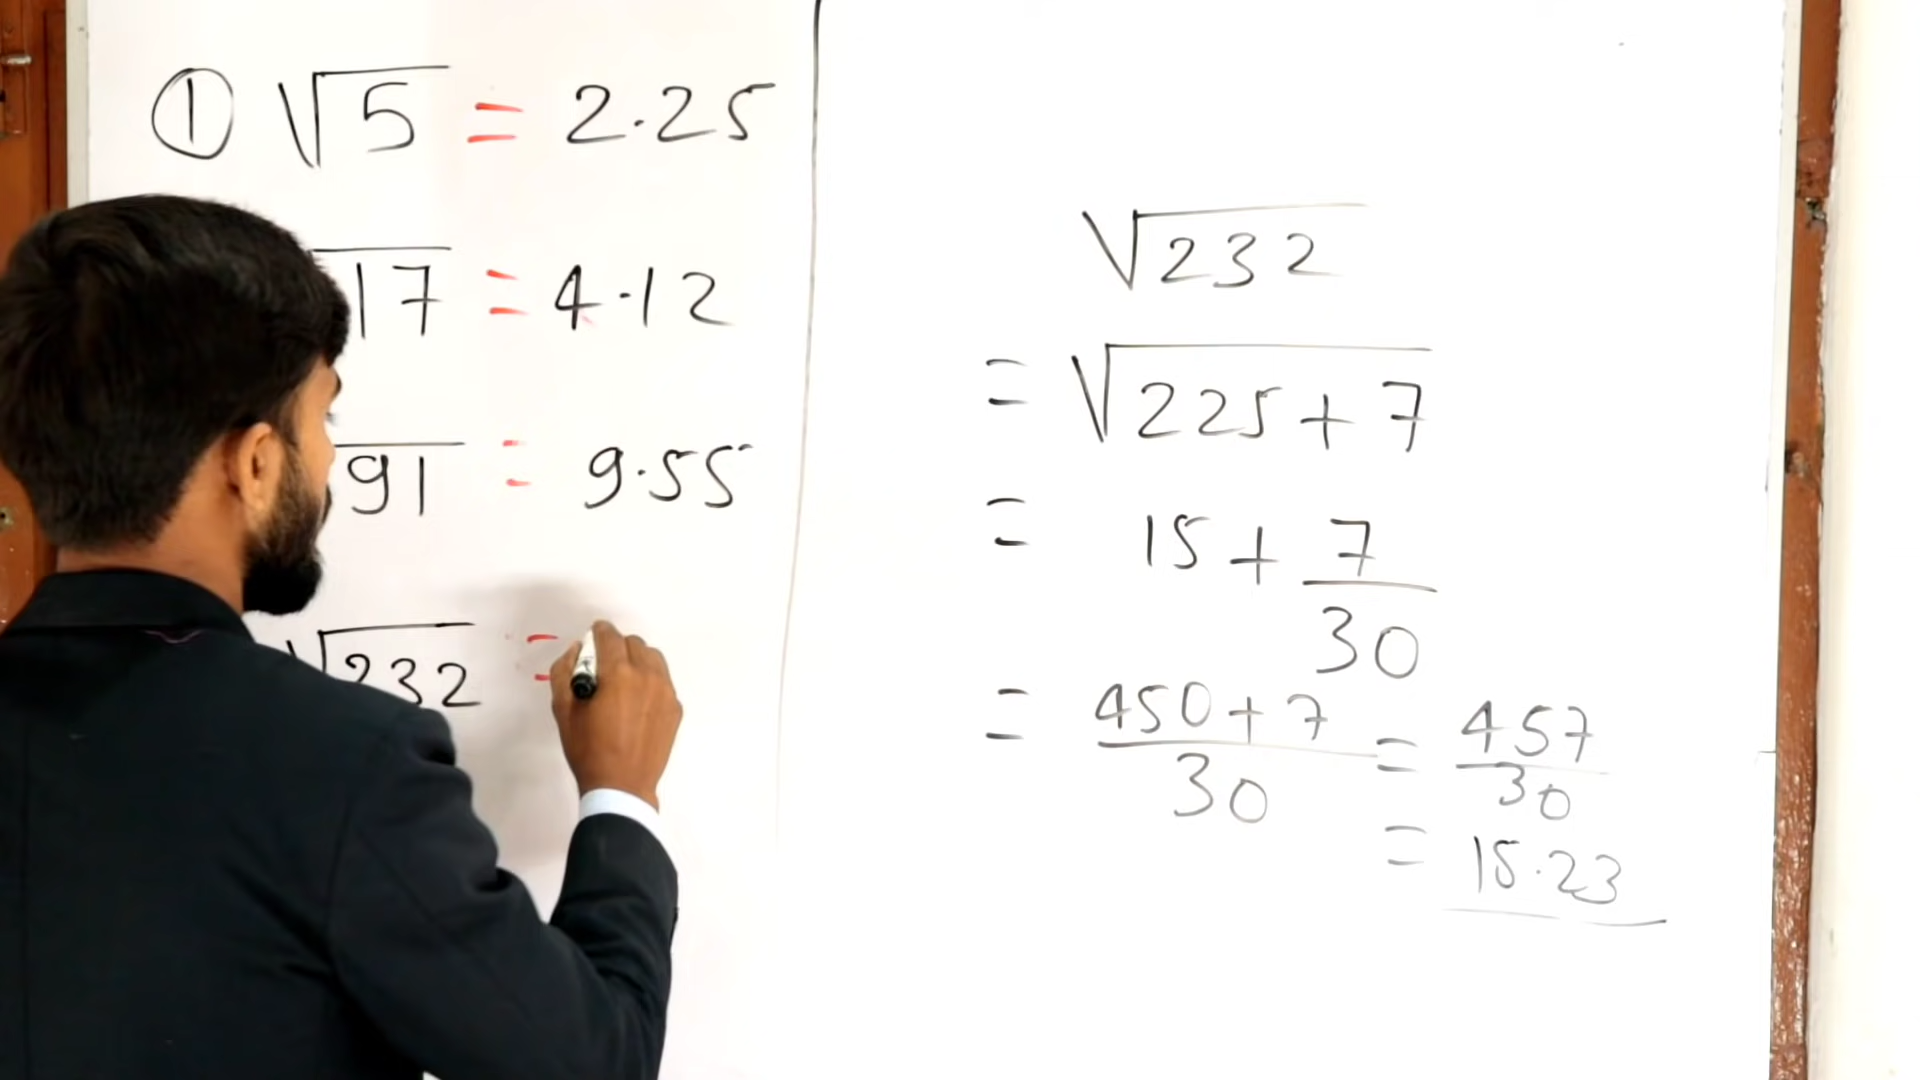 ① √5 = 2.25
√17 = 4.12
√91 = 9.55
√232 =
√232
= √225+7
= 15 + 7/30
= 450+7/30 = 457/30
= 15.23